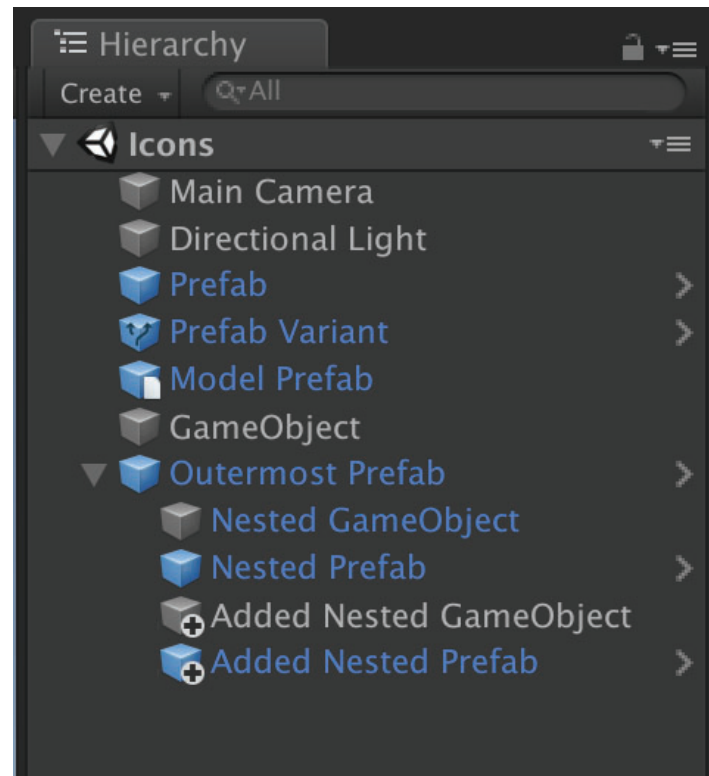 Hierarchy
Create All
Icons
Main Camera
Directional Light
Prefab
Prefab Variant
Model Prefab
GameObject
Outermost Prefab
Nested GameObject
Nested Prefab
Added Nested GameObject
Added Nested Prefab